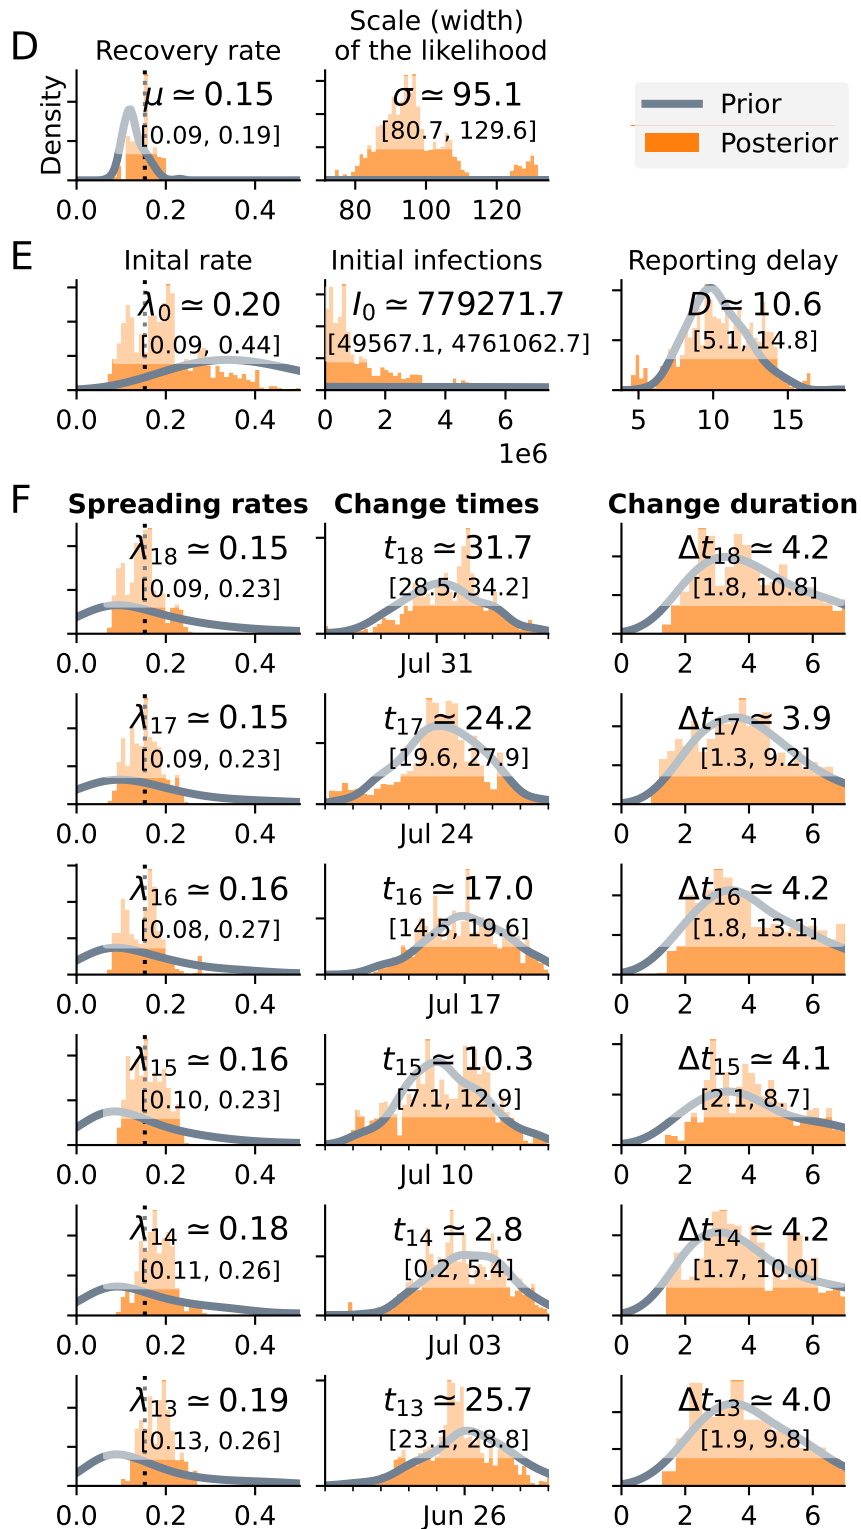 D
Recovery rate
Scale (width)
of the likelihood
Density
μ ≃ 0.15
[0.09, 0.19]
σ ≃ 95.1
[80.7, 129.6]
Prior
Posterior
0.0 0.2 0.4
80 100 120
E
Inital rate
Initial infections
Reporting delay
λ0 ≃ 0.20
[0.09, 0.44]
I0 ≃ 779271.7
[49567.1, 4761062.7]
D ≃ 10.6
[5.1, 14.8]
0.0 0.2 0.4
0 2 4 6
1e6
5 10 15
F
Spreading rates Change times Change duration
λ18 ≃ 0.15
[0.09, 0.23]
t18 ≃ 31.7
[28.5, 34.2]
Δt18 ≃ 4.2
[1.8, 10.8]
0.0 0.2 0.4
Jul 31
0 2 4 6
λ17 ≃ 0.15
[0.09, 0.23]
t17 ≃ 24.2
[19.6, 27.9]
Δt17 ≃ 3.9
[1.3, 9.2]
0.0 0.2 0.4
Jul 24
0 2 4 6
λ16 ≃ 0.16
[0.08, 0.27]
t16 ≃ 17.0
[14.5, 19.6]
Δt16 ≃ 4.2
[1.8, 13.1]
0.0 0.2 0.4
Jul 17
0 2 4 6
λ15 ≃ 0.16
[0.10, 0.23]
t15 ≃ 10.3
[7.1, 12.9]
Δt15 ≃ 4.1
[2.1, 8.7]
0.0 0.2 0.4
Jul 10
0 2 4 6
λ14 ≃ 0.18
[0.11, 0.26]
t14 ≃ 2.8
[0.2, 5.4]
Δt14 ≃ 4.2
[1.7, 10.0]
0.0 0.2 0.4
Jul 03
0 2 4 6
λ13 ≃ 0.19
[0.13, 0.26]
t13 ≃ 25.7
[23.1, 28.8]
Δt13 ≃ 4.0
[1.9, 9.8]
0.0 0.2 0.4
Jun 26
0 2 4 6